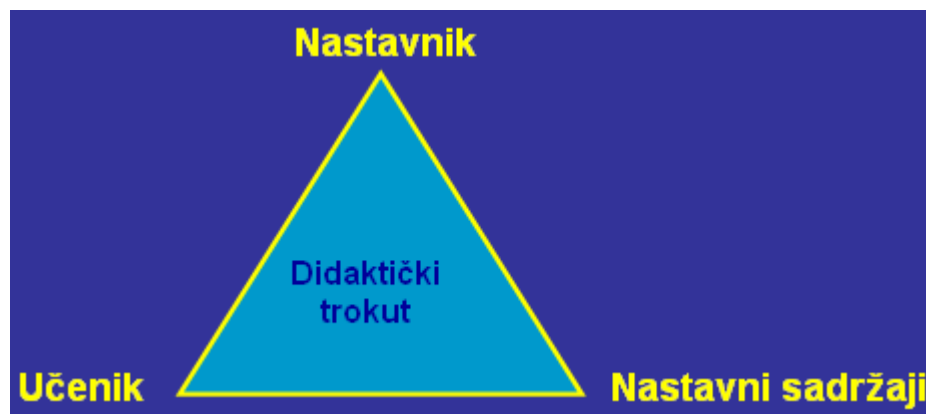 Nastavnik
Didaktički
trokut
Učenik
Nastavni sadržaji